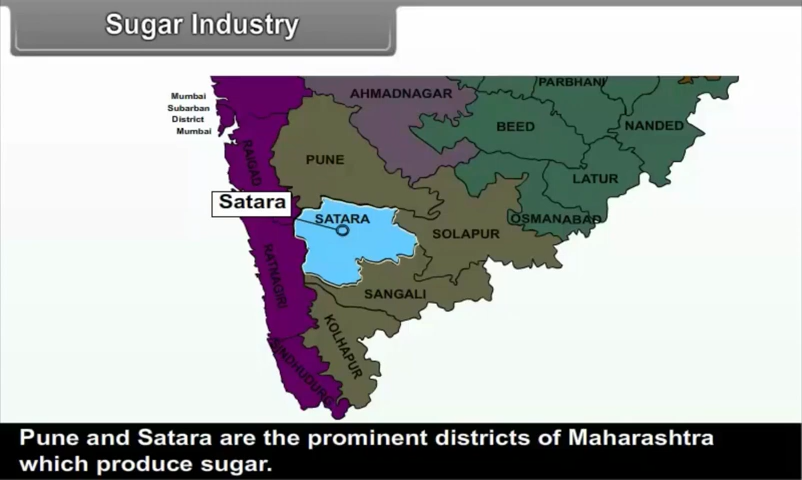 Sugar Industry
PARBHANI
AHMADNAGAR
Mumbai
Suburban
District
Mumbai
BEED
NANDED
RAIGAD
PUNE
LATUR
Satara
SATARA
OSMANABAD
SOLAPUR
RATNAGIRI
SANGALI
KOLHAPUR
SINDHUDURG
Pune and Satara are the prominent districts of Maharashtra
which produce sugar.